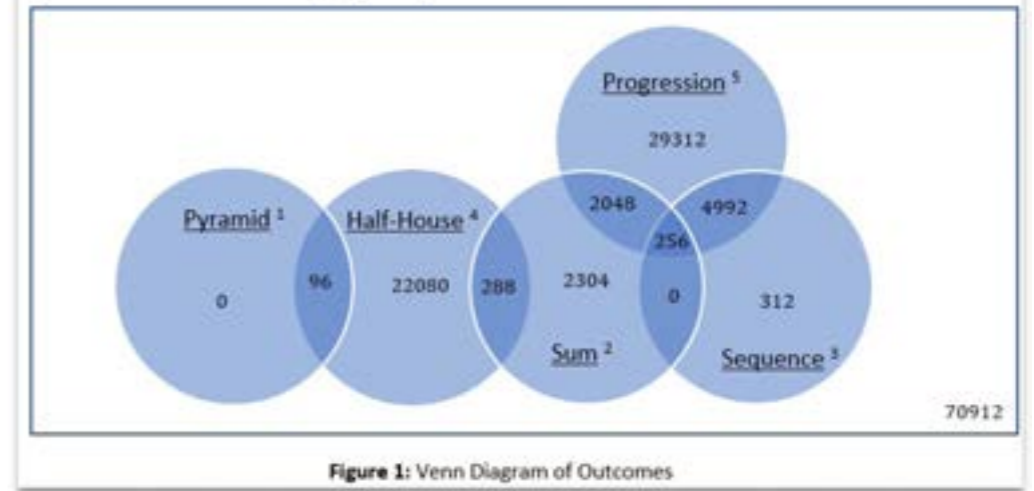 Progression ⁵
29312
2048
4992
256
Pyramid ¹
Half-House ⁴
96
22080
288
2304
0
0
312
Sum ²
Sequence ³
70912
Figure 1: Venn Diagram of Outcomes